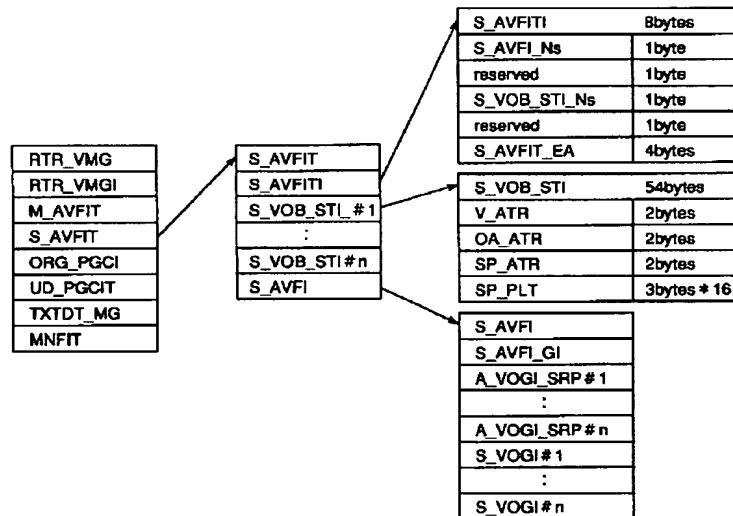 RTR_VMG
RTR_VMGI
M_AVFIT
S_AVFIT
ORG_PGCI
UD_PGCIT
TXTDT_MG
MNFIT
S_AVFIT
S_AVFITI
S_VOB_STI_#1
:
S_VOB_STI#n
S_AVFI
S_AVFITI 8bytes
S_AVFI_Ns 1byte
reserved 1byte
S_VOB_STI_Ns 1byte
reserved 1byte
S_AVFIT_EA 4bytes
S_VOB_STI 54bytes
V_ATR 2bytes
OA_ATR 2bytes
SP_ATR 2bytes
SP_PLT 3bytes * 16
S_AVFI
S_AVFI_GI
A_VOGI_SRP#1
:
A_VOGI_SRP#n
S_VOGI#1
:
S_VOGI#n